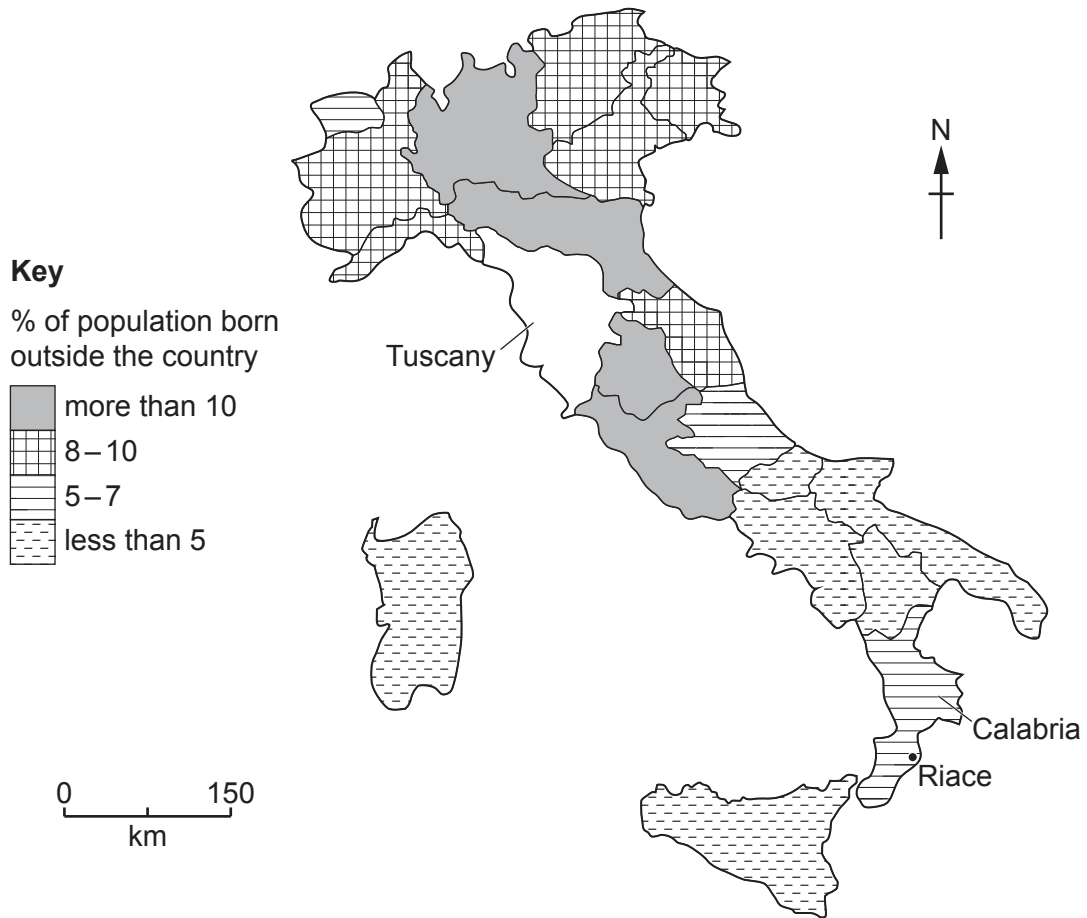 N
Key
% of population born
outside the country
more than 10
8–10
5–7
less than 5
Tuscany
Calabria
Riace
0 150
km